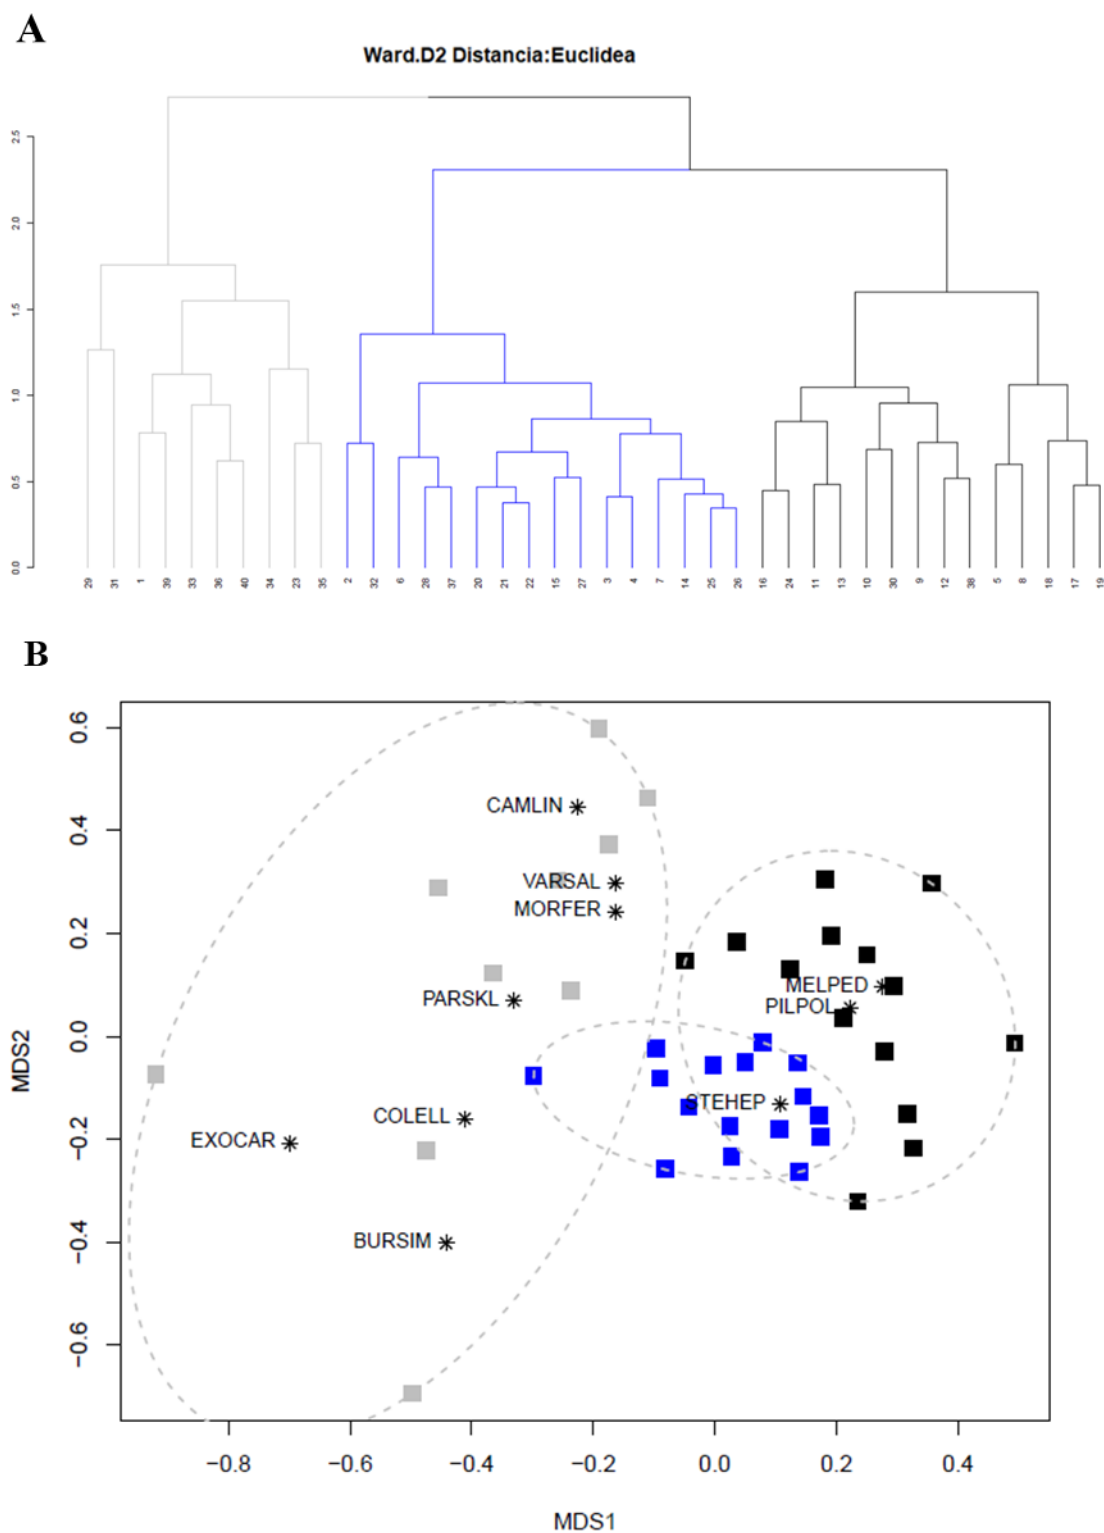 A
Ward.D2 Distancia:Euclidea
2.5
2.0
1.5
1.0
0.5
0.0
29 31 1 39 33 36 40 34 23 35 2 32 6 28 37 20 21 22 15 27 3 4 7 14 25 26 16 24 11 13 10 30 9 12 38 5 8 18 17 19
B
0.6
0.4
0.2
0.0
−0.2
−0.4
−0.6
MDS2
CAMLIN
VARSAL
MORFER
PARSKL
MELPED
PILPOL
STEHEP
COLELL
EXOCAR
BURSIM
−0.8 −0.6 −0.4 −0.2 0.0 0.2 0.4
MDS1